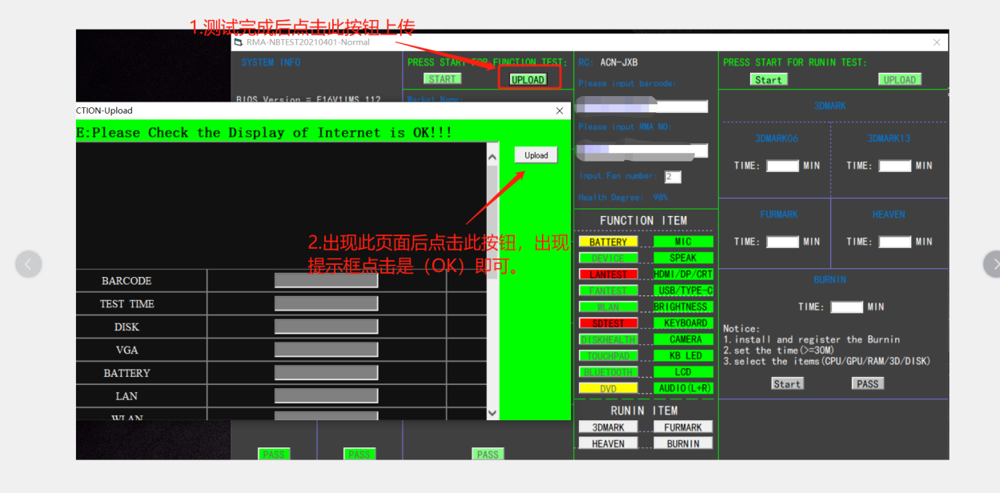 1.测试完成后点击此按钮上传
RMA-NBTEST20210401-Normal
SYSTEM INFO
PRESS START FOR FUNCTION TEST:
START
UPLOAD
RC: ACN-JXB
Please input barcode:
PRESS START FOR RUNIN TEST:
Start
UPLOAD
BIOS Version = E16V1IMS.112
Market Name:
CTION-Upload
E:Please Check the Display of Internet is OK!!!
Upload
2.出现此页面后点击此按钮，出现
提示框点击是（OK）即可。
BARCODE
TEST TIME
DISK
VGA
BATTERY
LAN
WLAN
PASS
PASS
PASS
Please input RMA NO:
Input Fan number: 2
Health Degree: 98%
FUNCTION ITEM
BATTERY MIC
DEVICE SPEAK
LANTEST HDMI/DP/CRT
FANTEST USB/TYPE-C
WLAN BRIGHTNESS
SDTEST KEYBOARD
DISKHEALTH CAMERA
TOUCHPAD KB LED
BLUETOOTH LCD
DVD AUDIO(L+R)
RUNIN ITEM
3DMARK FURMARK
HEAVEN BURNIN
3DMARK
3DMARK06 3DMARK13
TIME: MIN TIME: MIN
FURMARK HEAVEN
TIME: MIN TIME: MIN
BURNIN
TIME: MIN
Notice:
1.install and register the Burnin
2.set the time(>=30M)
3.select the items(CPU/GPU/RAM/3D/DISK)
Start PASS